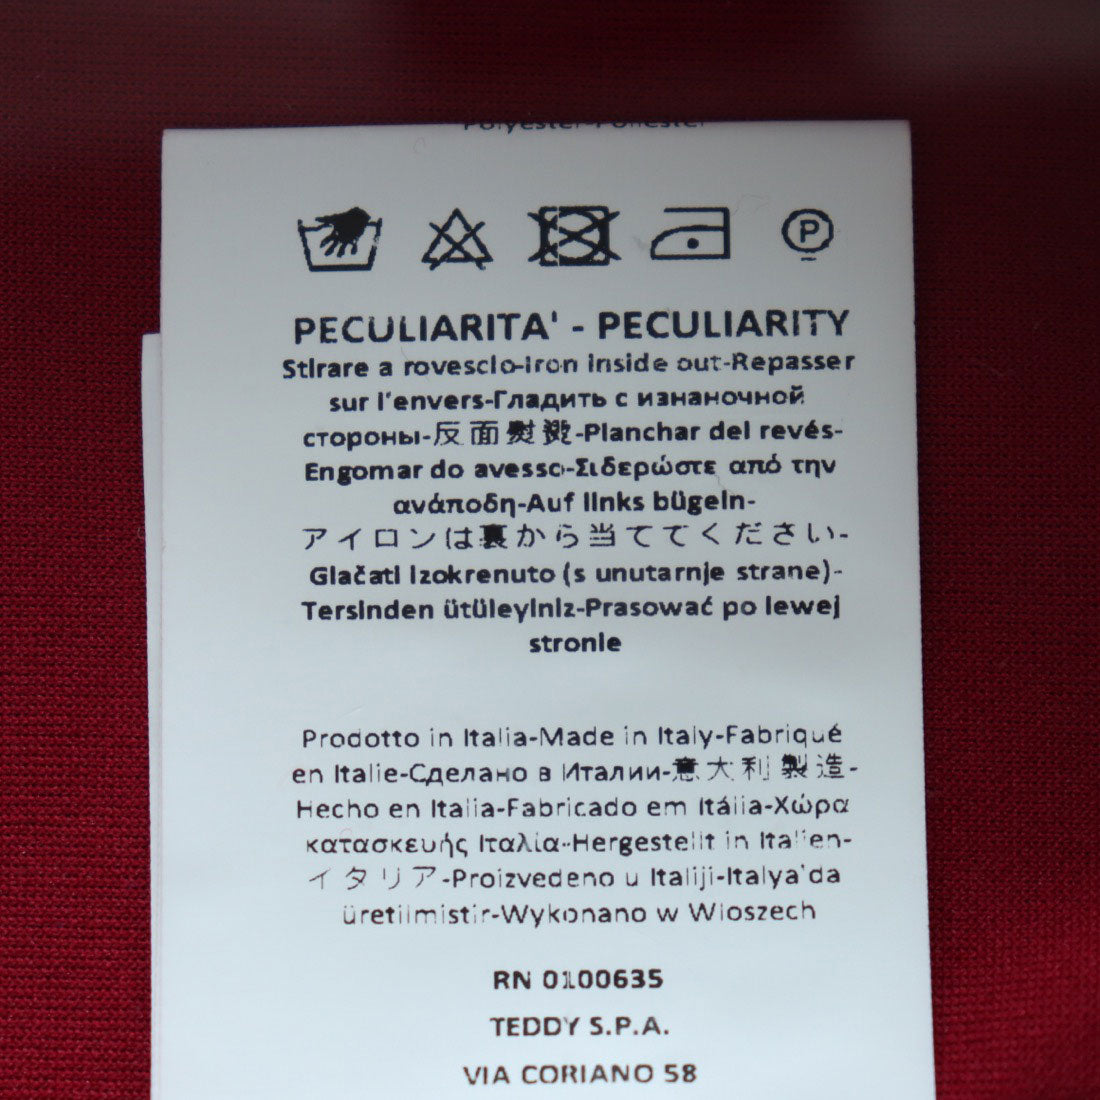 Polyester-Poliester
P
PECULIARITA' - PECULIARITY
Stirare a rovescio-Iron inside out-Repasser
sur l'envers-Гладить с изнаночной
стороны-反面熨燙-Planchar del revés-
Engomar do avesso-Σιδερώστε από την
ανάποδη-Auf links bügeln-
アイロンは裏から当ててください-
Glačati izokrenuto (s unutarnje strane)-
Tersinden ütüleyiniz-Prasować po lewej
stronie
Prodotto in Italia-Made in Italy-Fabriqué
en Italie-Сделано в Италии-意大利製造-
Hecho en Italia-Fabricado em Itália-Χώρα
κατασκευής Ιταλία-Hergestellt in Italien-
イタリア-Proizvedeno u Italiji-Italya'da
üretilmistir-Wykonano w Wloszech
RN 0100635
TEDDY S.P.A.
VIA CORIANO 58